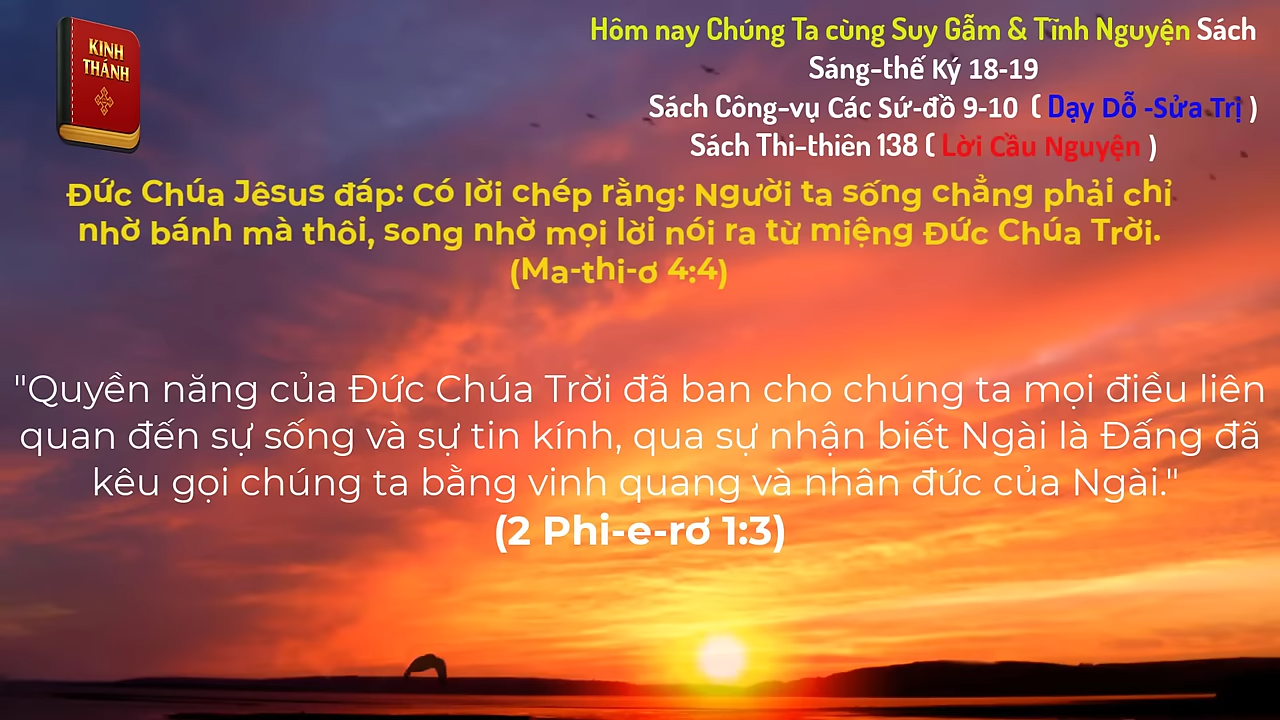 KINH
THÁNH
Hôm nay Chúng Ta cùng Suy Gẫm & Tĩnh Nguyện Sách
Sáng-thế Ký 18-19
Sách Công-vụ Các Sứ-đồ 9-10 ( Dạy Dỗ -Sửa Trị )
Sách Thi-thiên 138 ( Lời Cầu Nguyện )
Đức Chúa Jêsus đáp: Có lời chép rằng: Người ta sống chẳng phải chỉ
nhờ bánh mà thôi, song nhờ mọi lời nói ra từ miệng Đức Chúa Trời.
(Ma-thi-ơ 4:4)
"Quyền năng của Đức Chúa Trời đã ban cho chúng ta mọi điều liên
quan đến sự sống và sự tin kính, qua sự nhận biết Ngài là Đấng đã
kêu gọi chúng ta bằng vinh quang và nhân đức của Ngài."
(2 Phi-e-rơ 1:3)